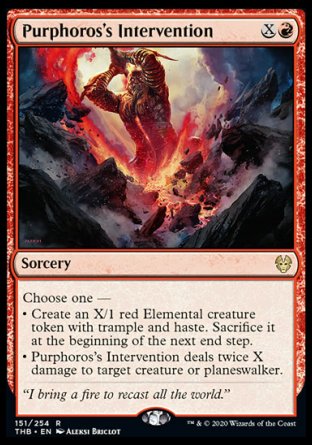 Purphoros's Intervention X
Sorcery
Choose one —
• Create an X/1 red Elemental creature
token with trample and haste. Sacrifice it
at the beginning of the next end step.
• Purphoros's Intervention deals twice X
damage to target creature or planeswalker.
"I bring a fire to recast all the world."
151/254 R
THB • EN Aleksi Briclot ™ & © 2020 Wizards of the Coast